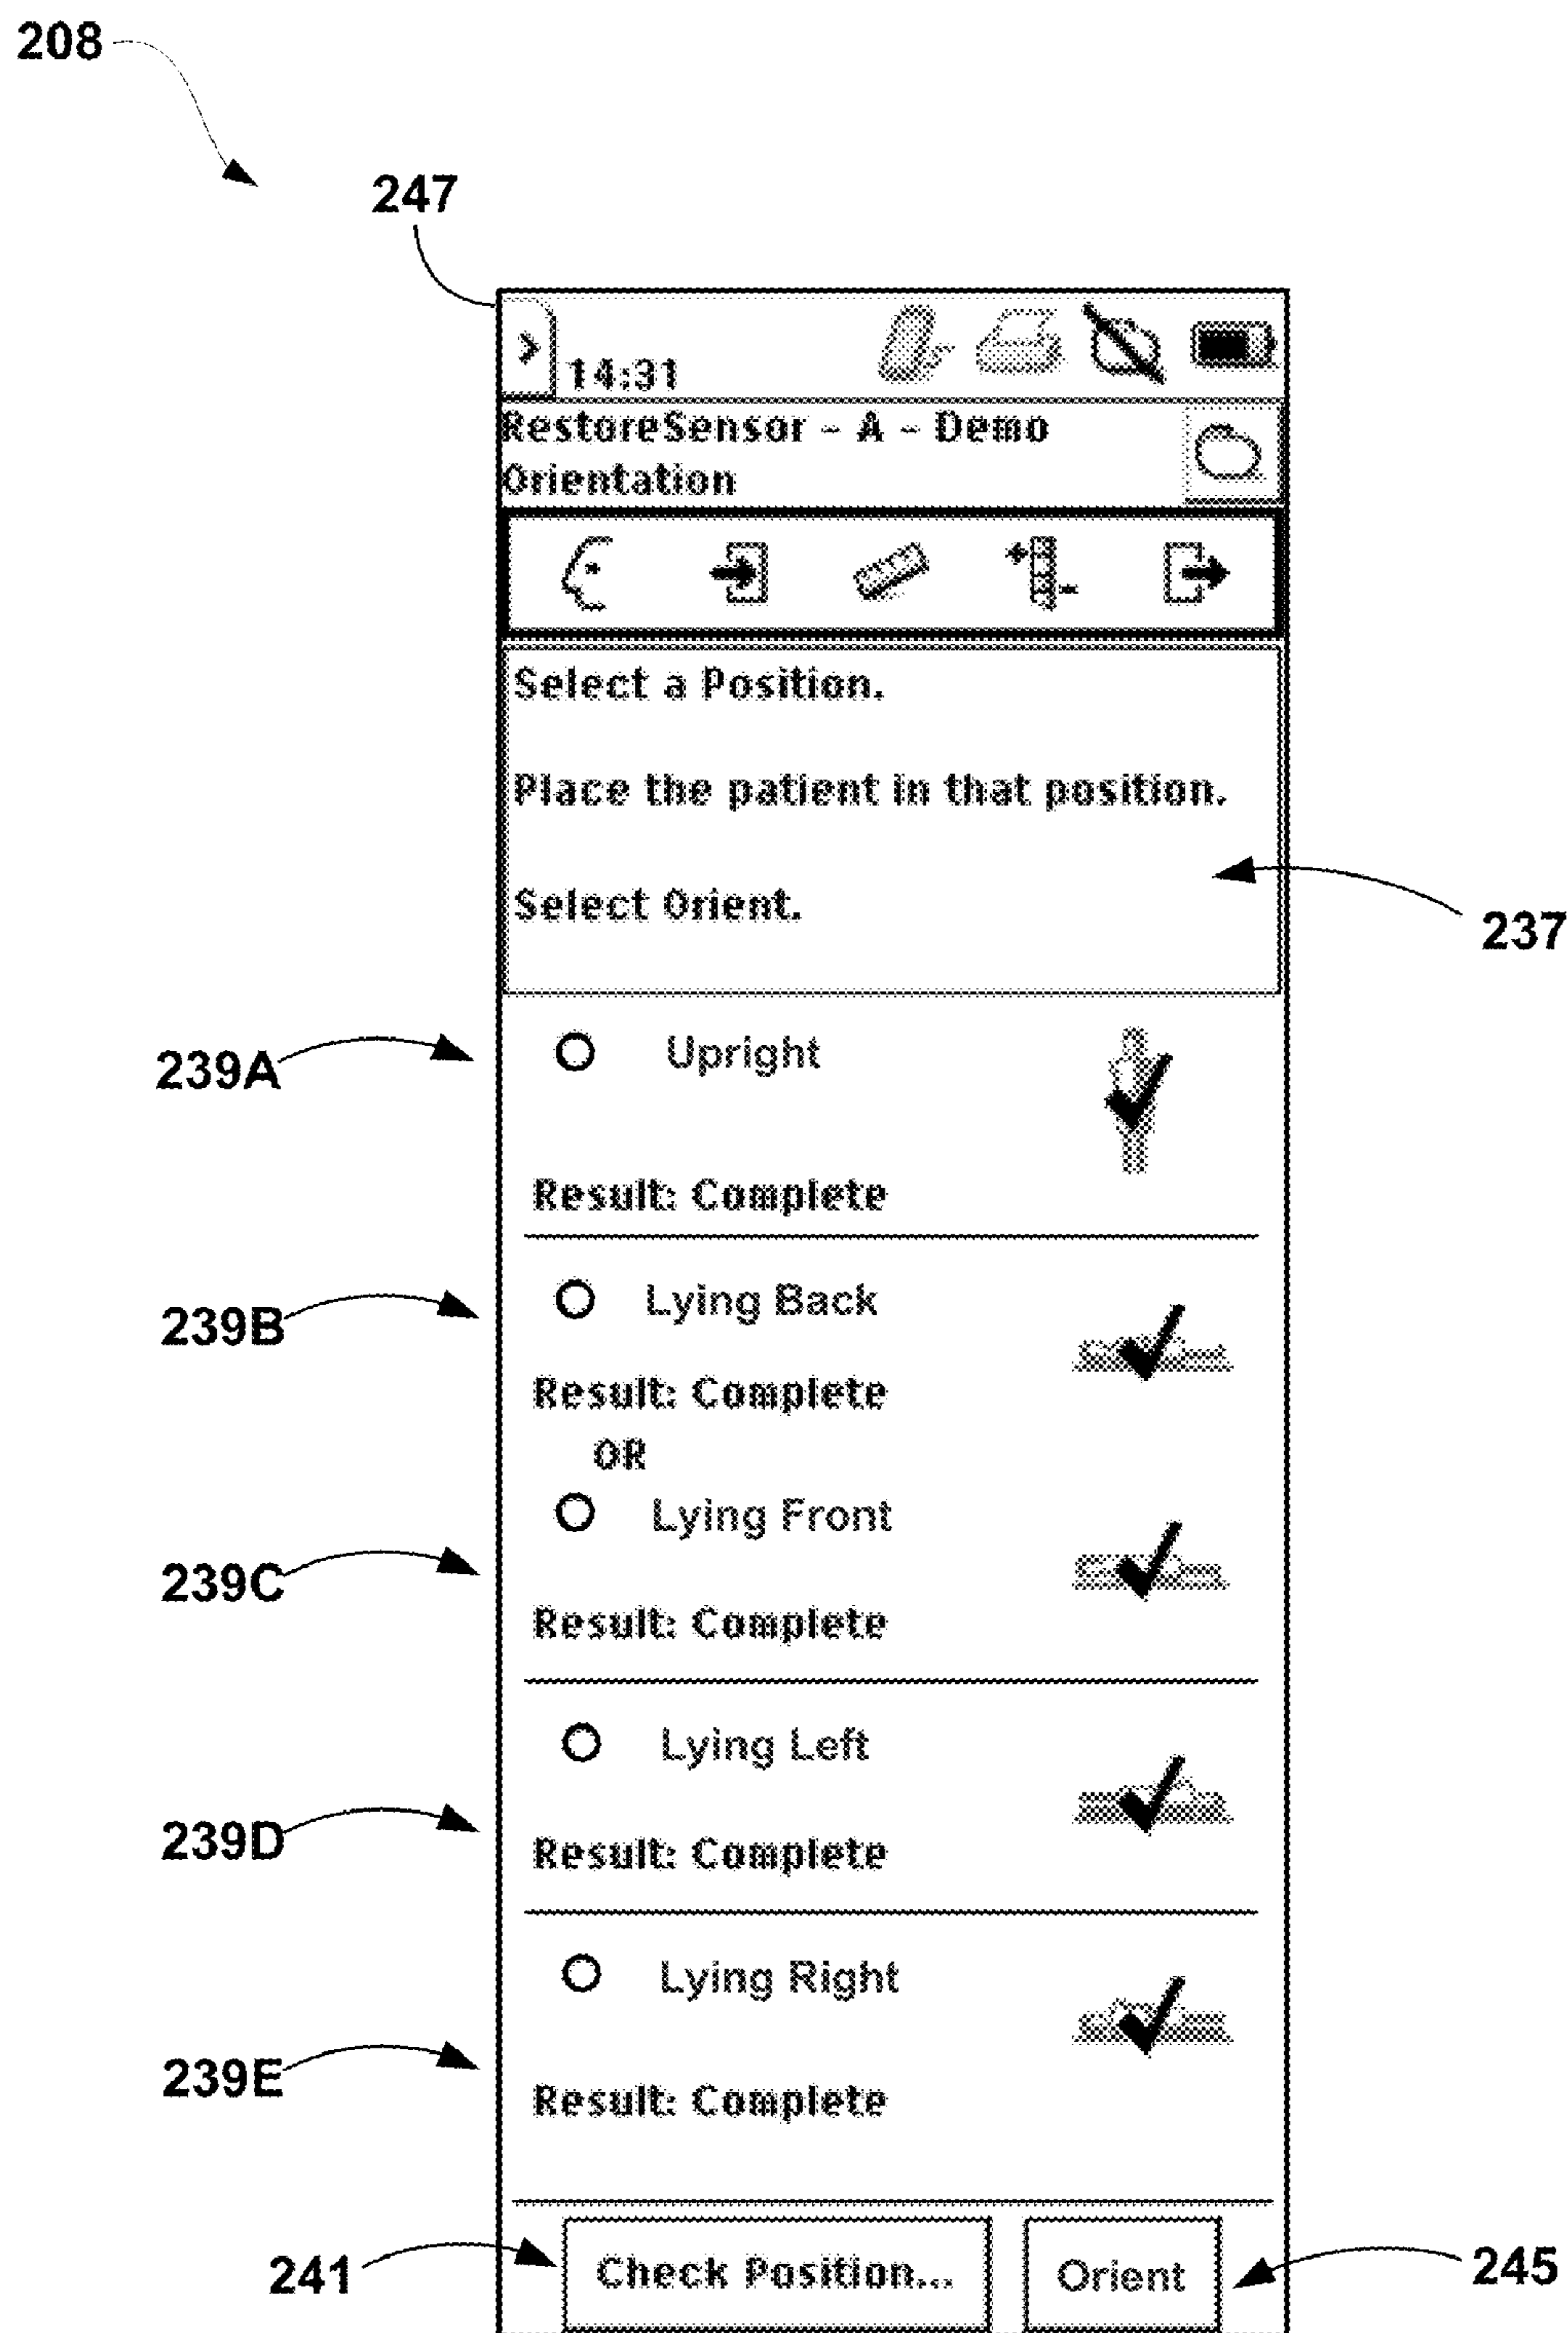 208
247
14:31
RestoreSensor - A - Demo
Orientation
Select a Position.
Place the patient in that position.
Select Orient.
237
239A
Upright
Result: Complete
239B
Lying Back
Result: Complete
OR
Lying Front
239C
Result: Complete
Lying Left
239D
Result: Complete
Lying Right
239E
Result: Complete
241
Check Position...
Orient
245